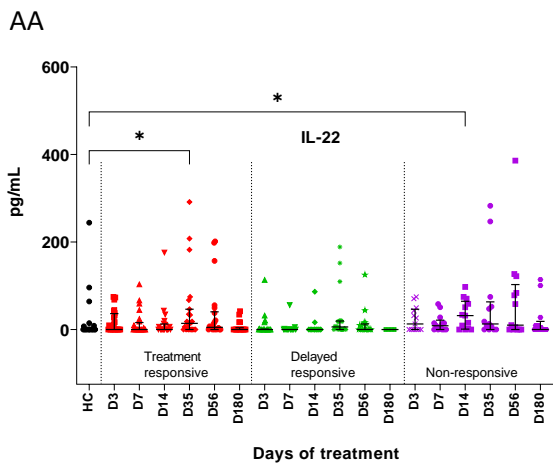 AA
600
*
*
IL-22
400
pg/mL
200
0
Treatment
responsive
Delayed
responsive
Non-responsive
HC D3 D7 D14 D35 D56 D180 D3 D7 D14 D35 D56 D180 D3 D7 D14 D35 D56 D180
Days of treatment